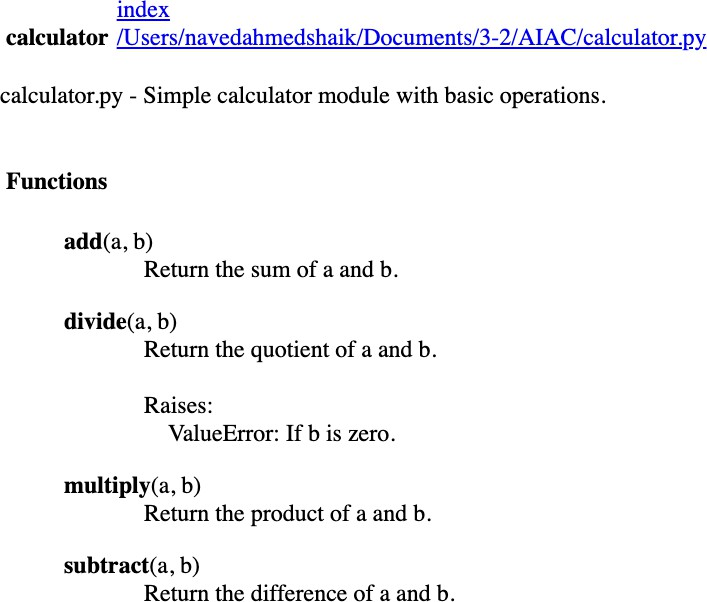 index
calculator /Users/navedahmedshaik/Documents/3-2/AIAC/calculator.py
calculator.py - Simple calculator module with basic operations.
Functions
add(a, b)
Return the sum of a and b.
divide(a, b)
Return the quotient of a and b.
Raises:
ValueError: If b is zero.
multiply(a, b)
Return the product of a and b.
subtract(a, b)
Return the difference of a and b.